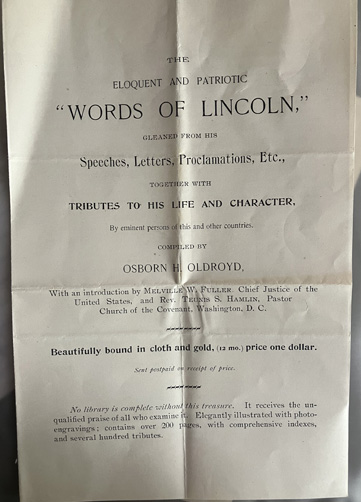 THE
ELOQUENT AND PATRIOTIC
"WORDS OF LINCOLN,"
GLEANED FROM HIS
Speeches, Letters, Proclamations, Etc.,
TOGETHER WITH
TRIBUTES TO HIS LIFE AND CHARACTER,
By eminent persons of this and other countries.
COMPILED BY
OSBORN H. OLDROYD,
With an introduction by MELVILLE W. FULLER, Chief Justice of the
United States, and REV. TEUNIS S. HAMLIN, Pastor
Church of the Covenant, Washington, D. C.
Beautifully bound in cloth and gold, (12 mo.) price one dollar.
Sent postpaid on receipt of price.
No library is complete without this treasure. It receives the un-
qualified praise of all who examine it. Elegantly illustrated with photo-
engravings; contains over 200 pages, with comprehensive indexes,
and several hundred tributes.